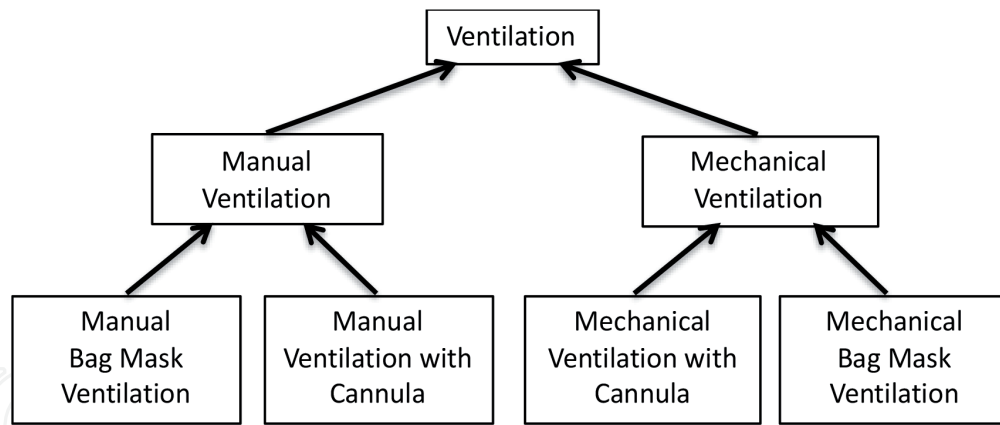 Ventilation
Manual
Ventilation
Mechanical
Ventilation
Manual
Bag Mask
Ventilation
Manual
Ventilation with
Cannula
Mechanical
Ventilation with
Cannula
Mechanical
Bag Mask
Ventilation